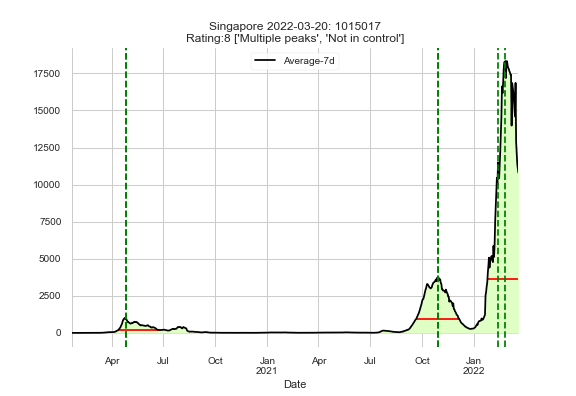 Singapore 2022-03-20: 1015017
Rating:8 ['Multiple peaks', 'Not in control']
Average-7d
17500
15000
12500
10000
7500
5000
2500
0
Apr Jul Oct Jan Apr Jul Oct Jan
2021 2022
Date